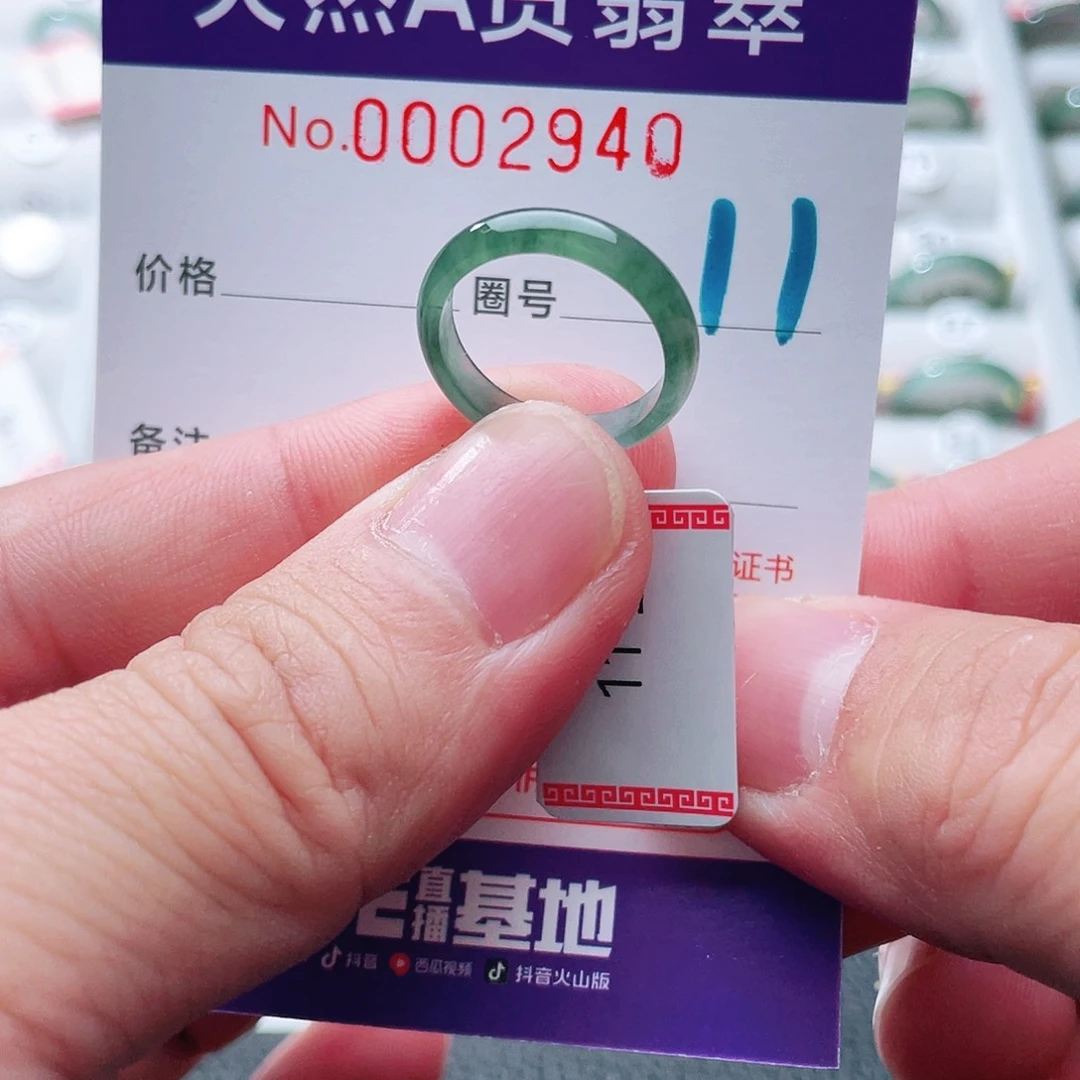 天然A货翡翠
No.0002940
价格 圈号 11
备注
证书
直播基地
抖音 西瓜视频 抖音火山版